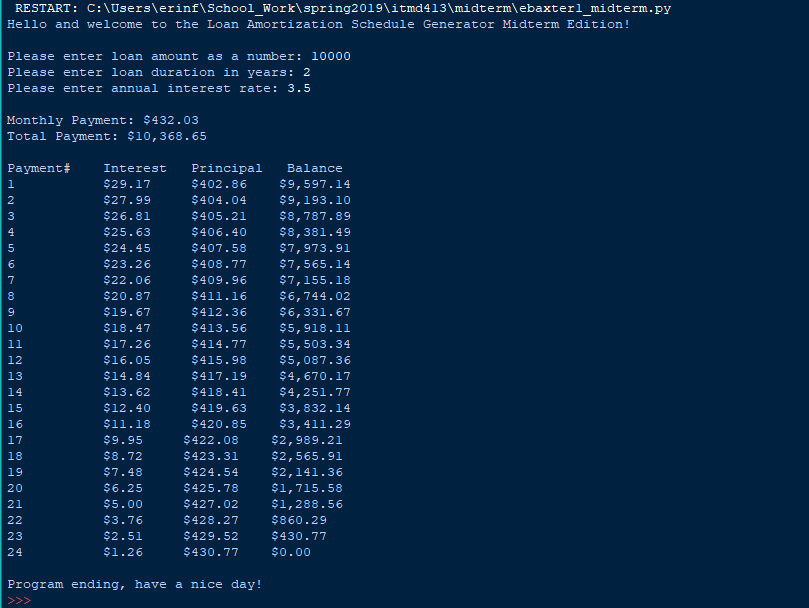 RESTART: C:\Users\erinf\School_Work\spring2019\itmd413\midterm\ebaxter1_midterm.py
Hello and welcome to the Loan Amortization Schedule Generator Midterm Edition!
Please enter loan amount as a number: 10000
Please enter loan duration in years: 2
Please enter annual interest rate: 3.5
Monthly Payment: $432.03
Total Payment: $10,368.65
Payment# Interest Principal Balance
1 $29.17 $402.86 $9,597.14
2 $27.99 $404.04 $9,193.10
3 $26.81 $405.21 $8,787.89
4 $25.63 $406.40 $8,381.49
5 $24.45 $407.58 $7,973.91
6 $23.26 $408.77 $7,565.14
7 $22.06 $409.96 $7,155.18
8 $20.87 $411.16 $6,744.02
9 $19.67 $412.36 $6,331.67
10 $18.47 $413.56 $5,918.11
11 $17.26 $414.77 $5,503.34
12 $16.05 $415.98 $5,087.36
13 $14.84 $417.19 $4,670.17
14 $13.62 $418.41 $4,251.77
15 $12.40 $419.63 $3,832.14
16 $11.18 $420.85 $3,411.29
17 $9.95 $422.08 $2,989.21
18 $8.72 $423.31 $2,565.91
19 $7.48 $424.54 $2,141.36
20 $6.25 $425.78 $1,715.58
21 $5.00 $427.02 $1,288.56
22 $3.76 $428.27 $860.29
23 $2.51 $429.52 $430.77
24 $1.26 $430.77 $0.00
Program ending, have a nice day!
>>>